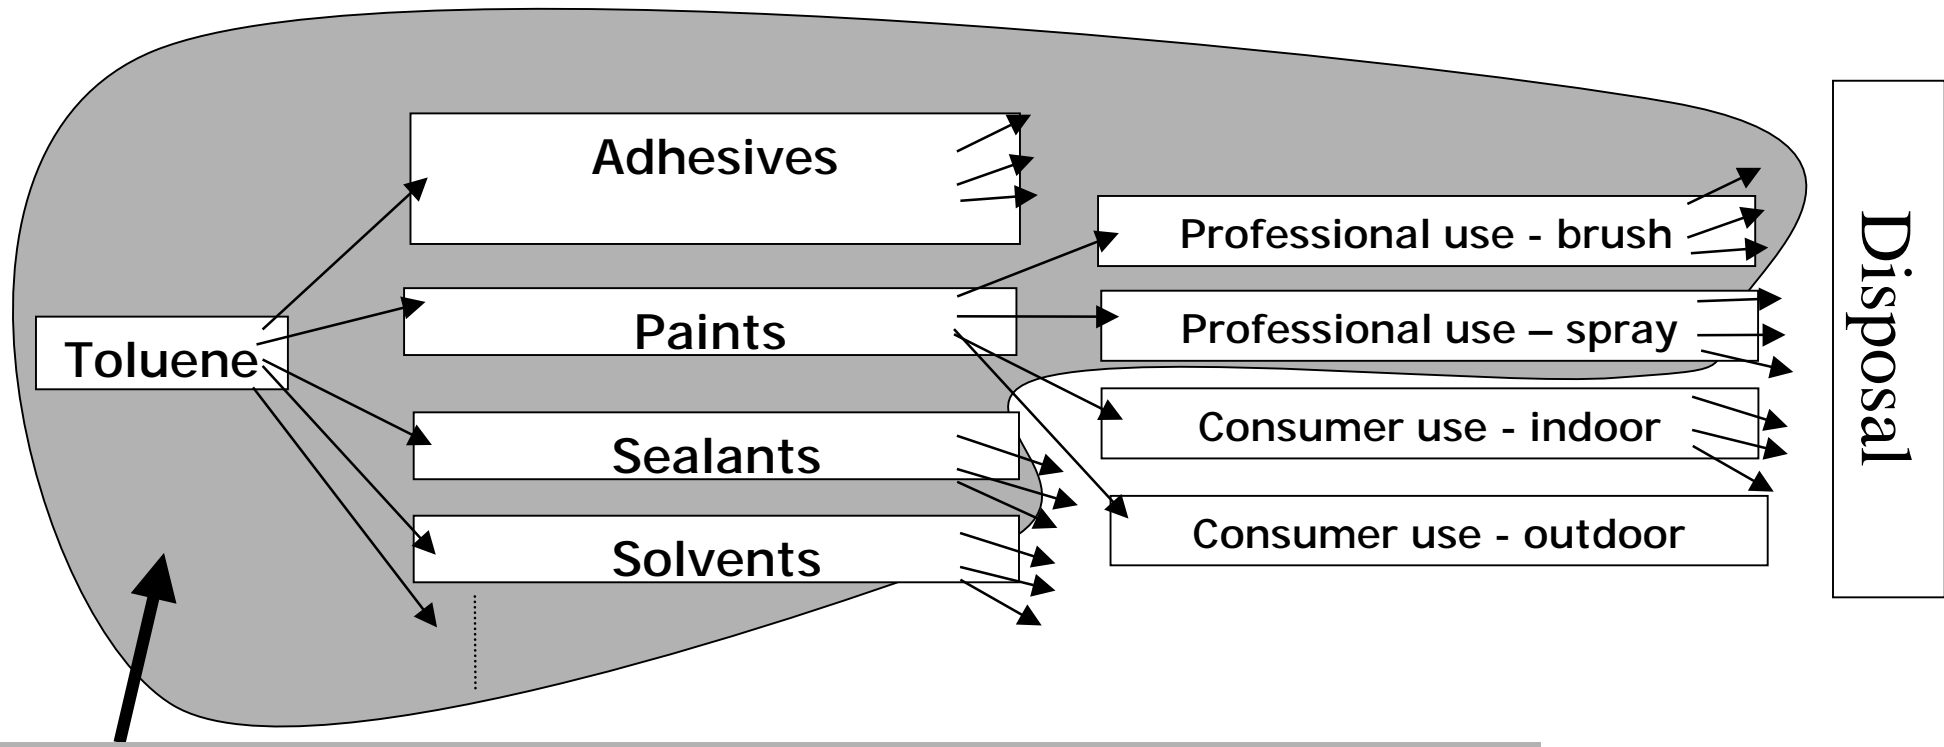 Toluene
Adhesives
Paints
Sealants
Solvents
Professional use - brush
Professional use – spray
Consumer use - indoor
Consumer use - outdoor
Disposal